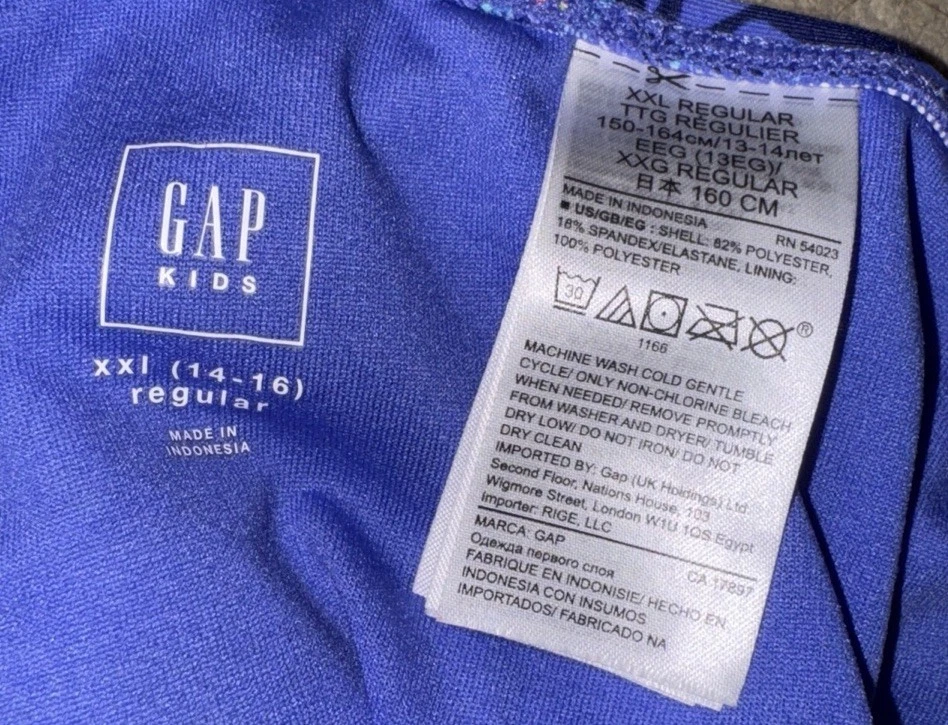 GAP
KIDS
xxl (14-16)
regular
MADE IN
INDONESIA
XXL REGULAR
TTG RÉGULIER
150-164см/13-14лет
EEG (13EG)/
XXG REGULAR
日本 160 CM
MADE IN INDONESIA
RN 54023
■ US/GB/EG : SHELL: 82% POLYESTER,
18% SPANDEX/ELASTANE, LINING:
100% POLYESTER
30
®
1166
MACHINE WASH COLD GENTLE
CYCLE/ ONLY NON-CHLORINE BLEACH
WHEN NEEDED/ REMOVE PROMPTLY
FROM WASHER AND DRYER/ TUMBLE
DRY LOW/ DO NOT IRON/ DO NOT
DRY CLEAN
IMPORTED BY: Gap (UK Holdings) Ltd
Second Floor, Nations House, 103
Wigmore Street, London W1U 1QS Egypt
Importer: RIGE, LLC
CA 17897
MARCA: GAP
Одежда первого слоя
FABRIQUÉ EN INDONISIE/ HECHO EN
INDONESIA CON INSUMOS
IMPORTADOS/ FABRICADO NA